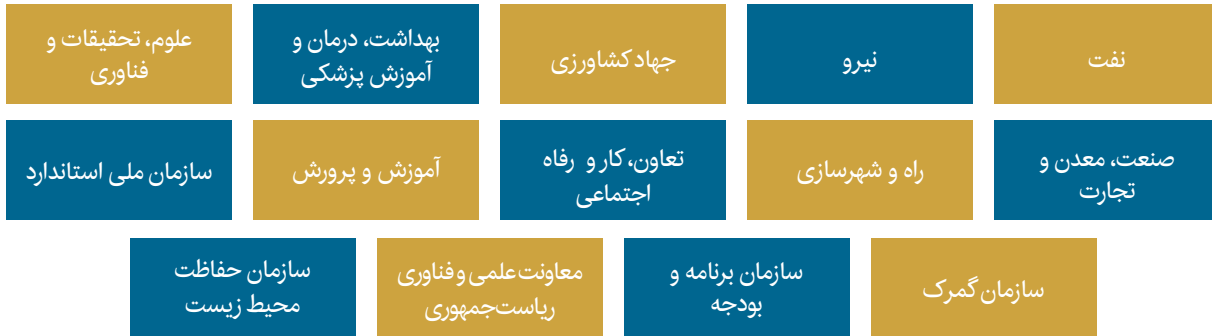 نفت
نیرو
جهاد کشاورزی
بهداشت، درمان و
آموزش پزشکی
علوم، تحقیقات و
فناوری
صنعت، معدن و
تجارت
راه و شهرسازی
تعاون، کار و رفاه
اجتماعی
آموزش و پرورش
سازمان ملی استاندارد
سازمان گمرک
سازمان برنامه و
بودجه
معاونت علمی و فناوری
ریاست‌جمهوری
سازمان حفاظت
محیط زیست